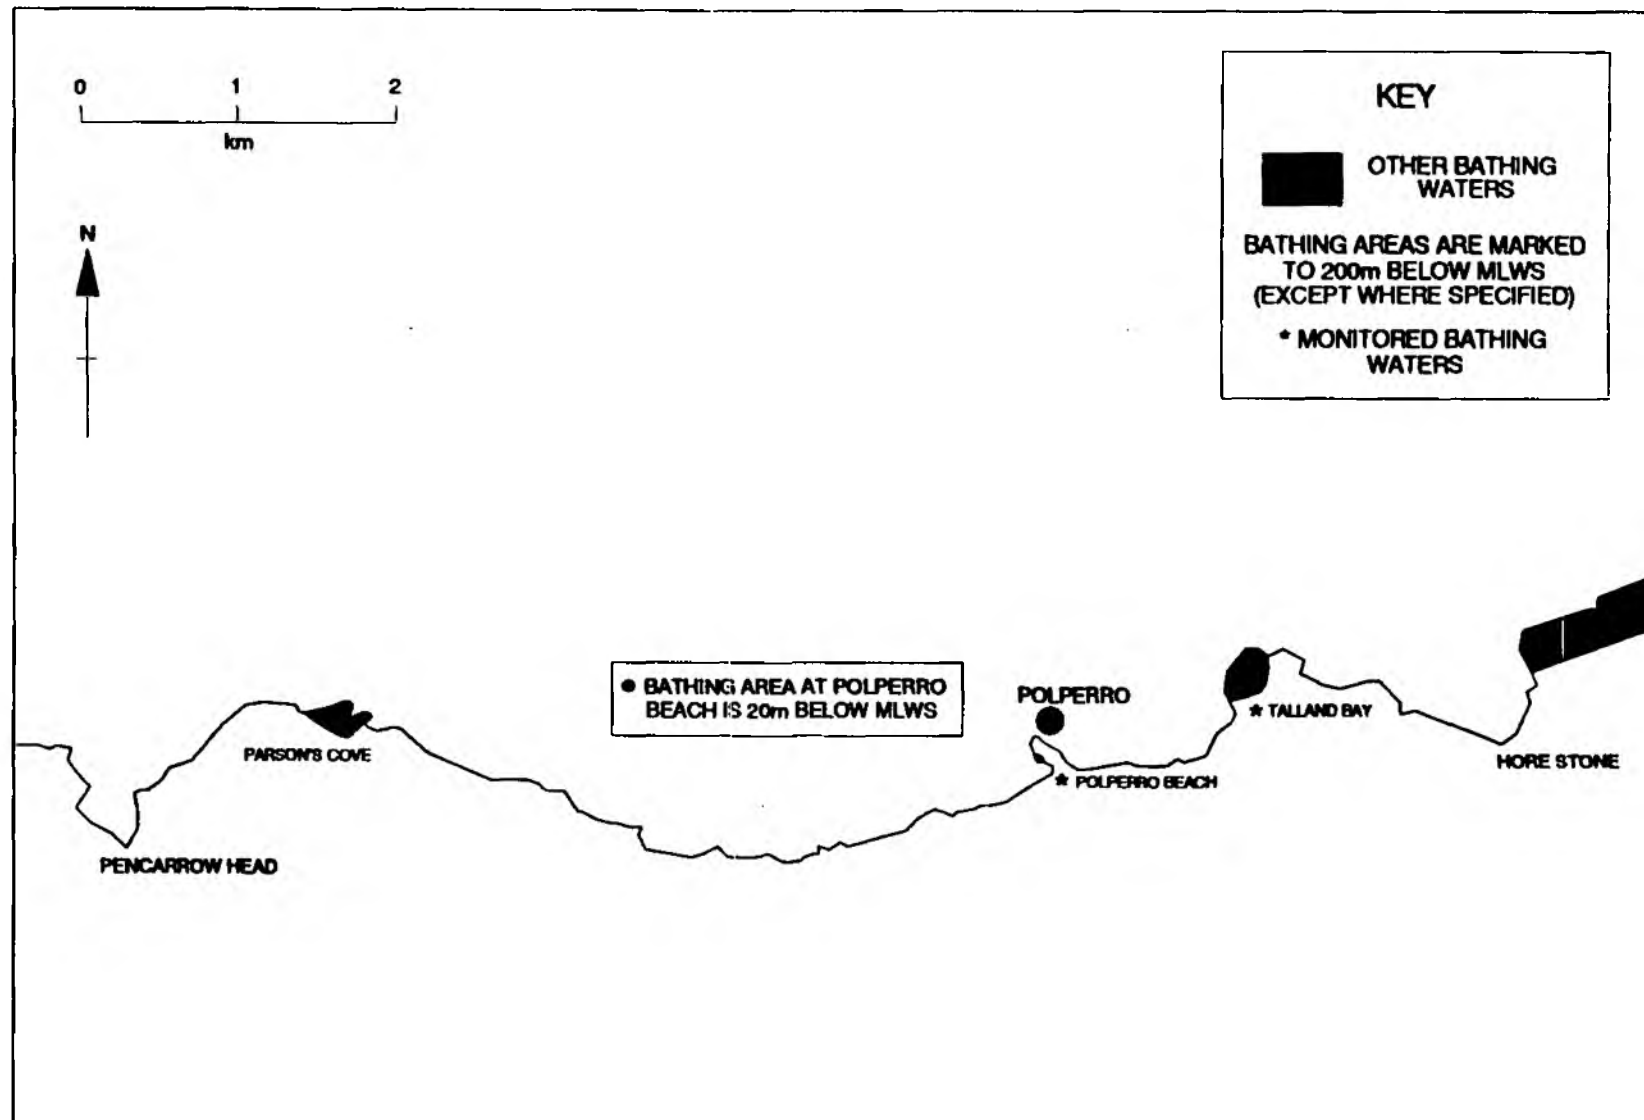 0 1 2
km
N
KEY
OTHER BATHING
WATERS
BATHING AREAS ARE MARKED
TO 200m BELOW MLWS
(EXCEPT WHERE SPECIFIED)
* MONITORED BATHING
WATERS
● BATHING AREA AT POLPERRO
BEACH IS 20m BELOW MLWS
POLPERRO
* TALLAND BAY
PARSON'S COVE
HORE STONE
* POLPERRO BEACH
PENCARROW HEAD